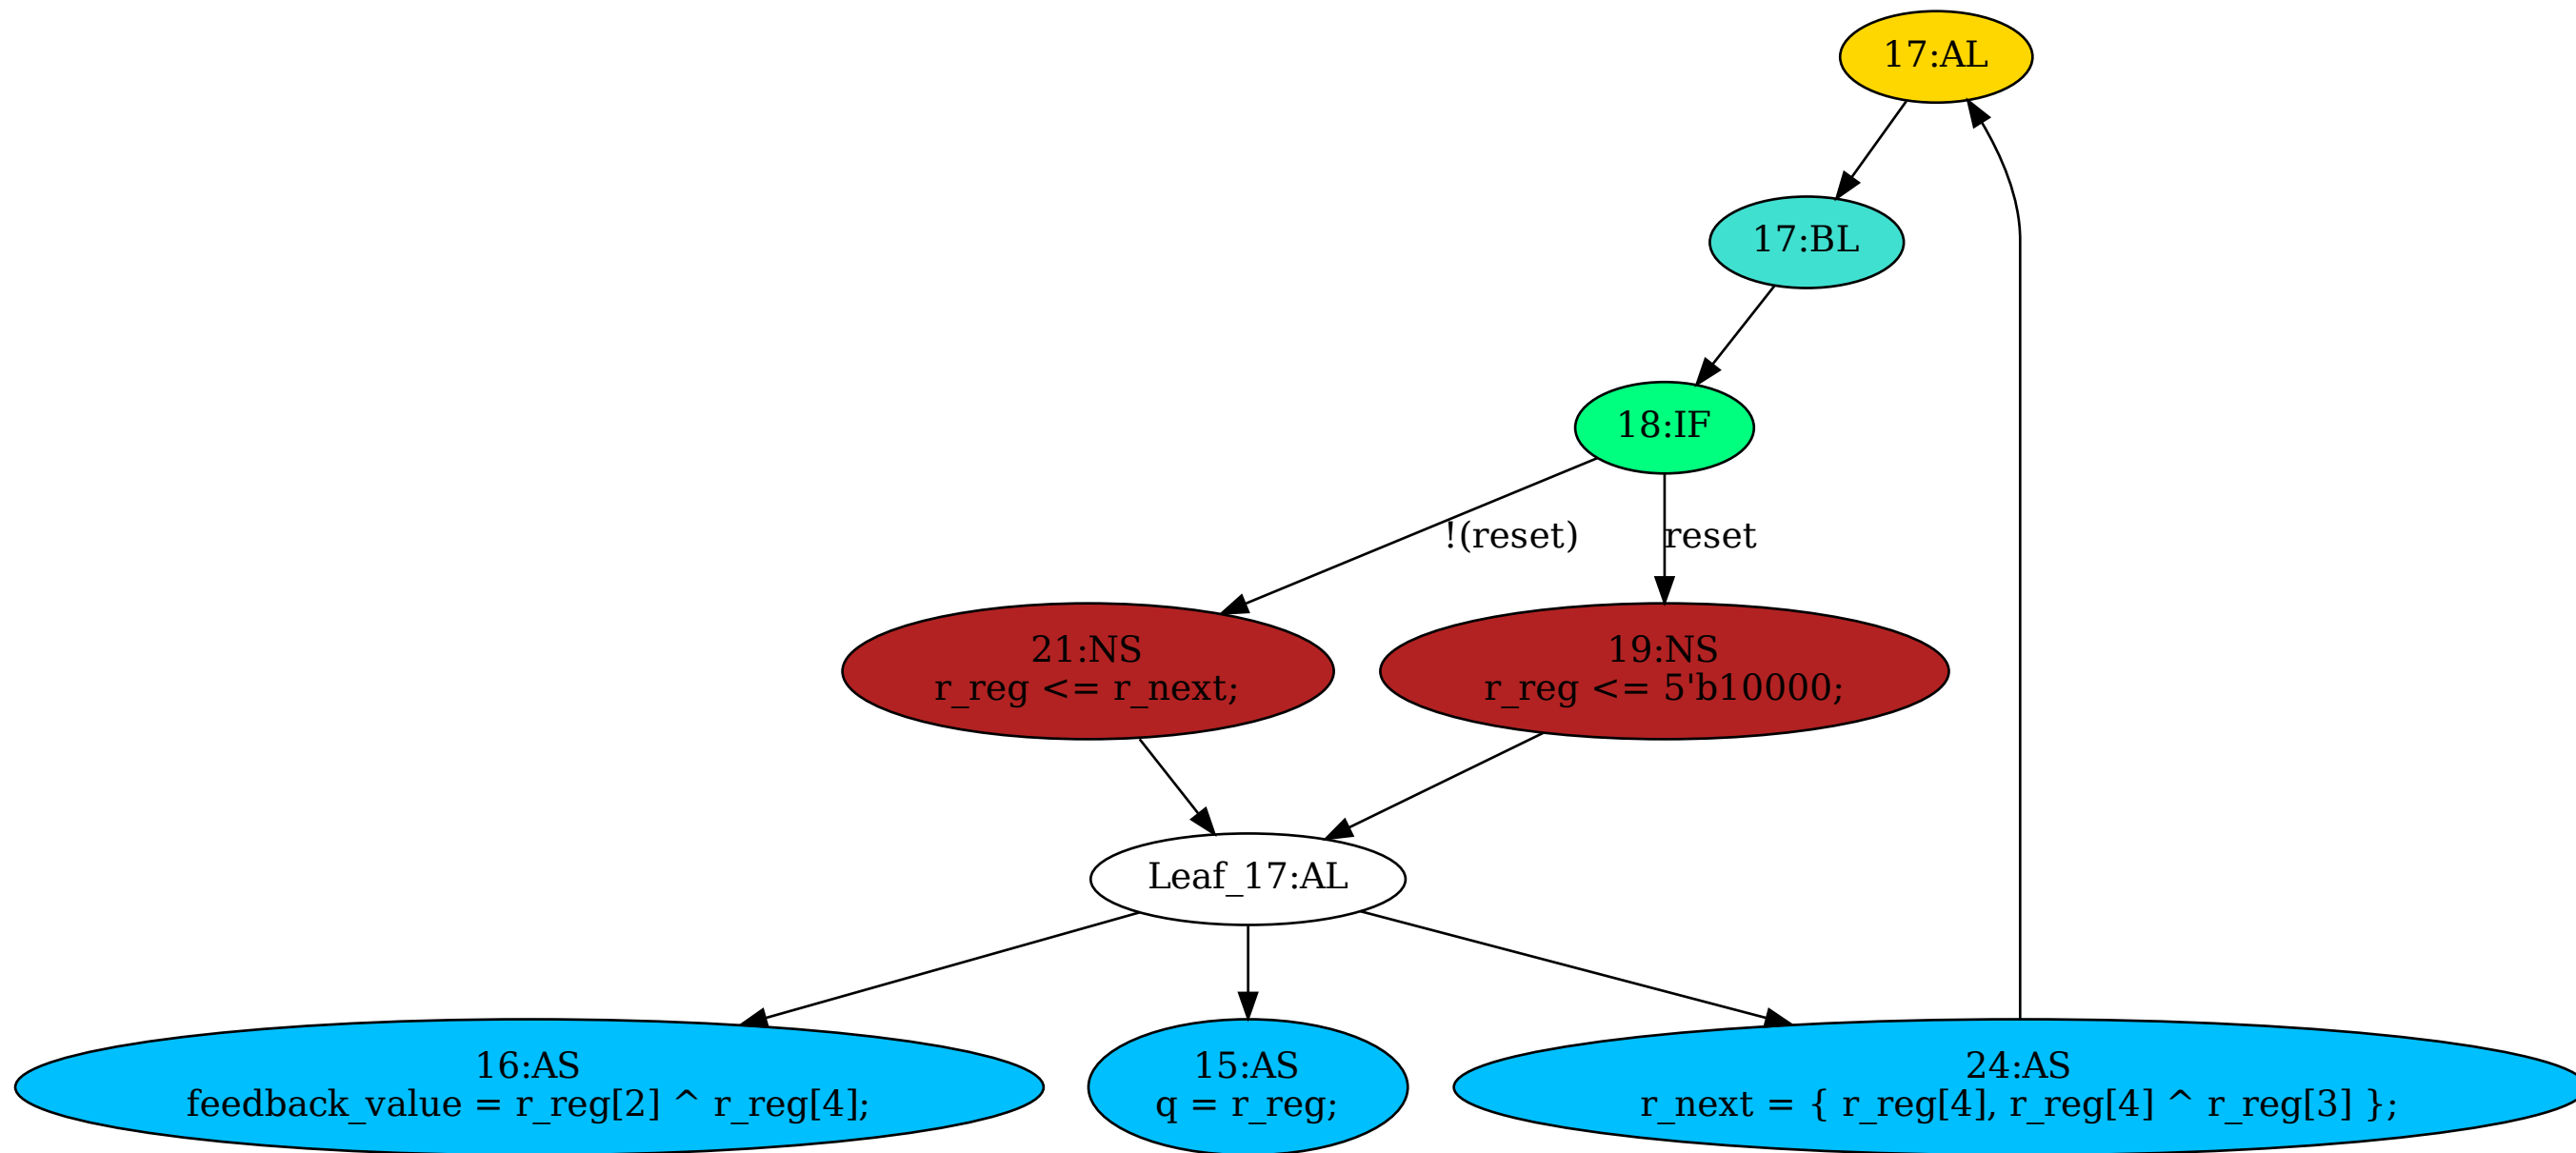 17:AL
17:BL
18:IF
!(reset)
reset
21:NS
r_reg <= r_next;
19:NS
r_reg <= 5'b10000;
Leaf_17:AL
16:AS
feedback_value = r_reg[2] ^ r_reg[4];
15:AS
q = r_reg;
24:AS
r_next = { r_reg[4], r_reg[4] ^ r_reg[3] };